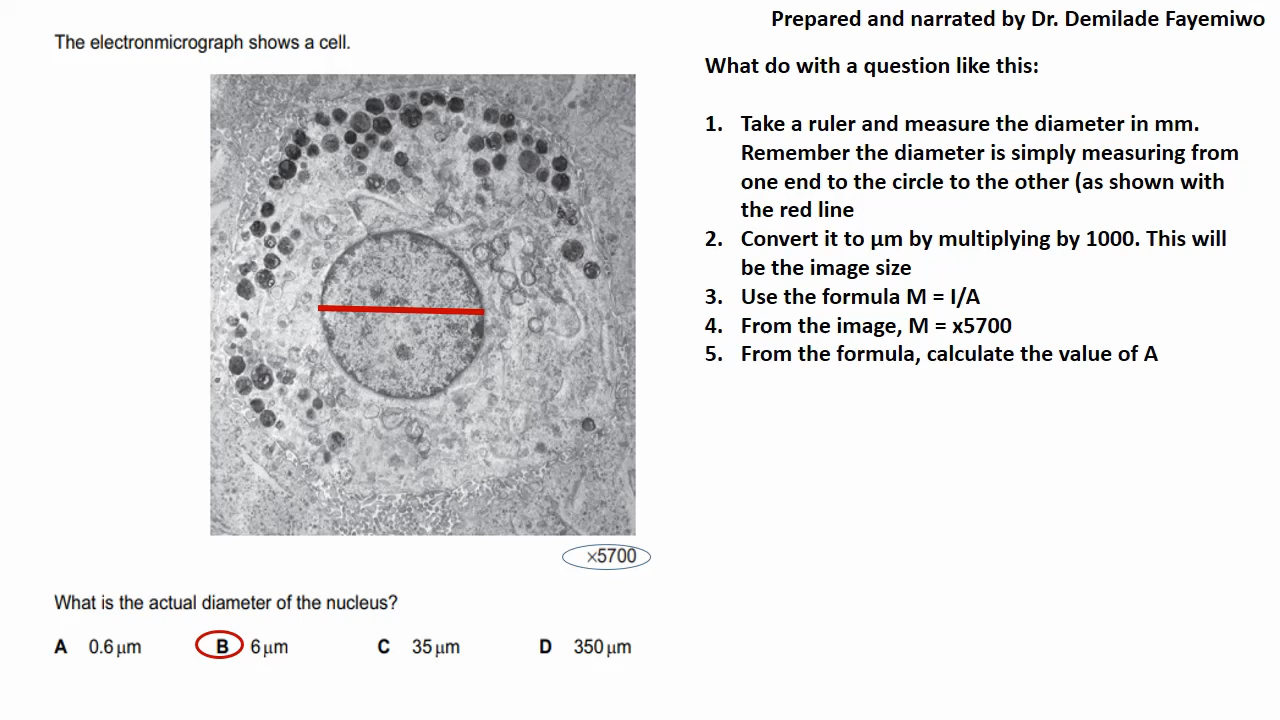 Prepared and narrated by Dr. Demilade Fayemiwo
The electronmicrograph shows a cell.
What do with a question like this:
1. Take a ruler and measure the diameter in mm.
Remember the diameter is simply measuring from
one end to the circle to the other (as shown with
the red line
2. Convert it to µm by multiplying by 1000. This will
be the image size
3. Use the formula M = I/A
4. From the image, M = x5700
5. From the formula, calculate the value of A
×5700
What is the actual diameter of the nucleus?
A 0.6 µm B 6 µm C 35 µm D 350 µm